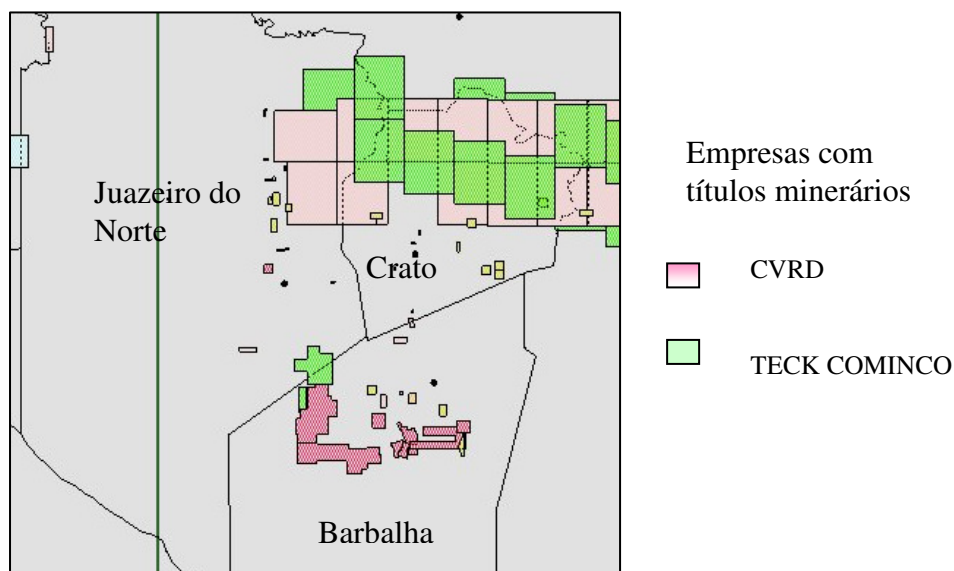 Juazeiro do
Norte
Crato
Barbalha
Empresas com
títulos minerários
CVRD
TECK COMINCO